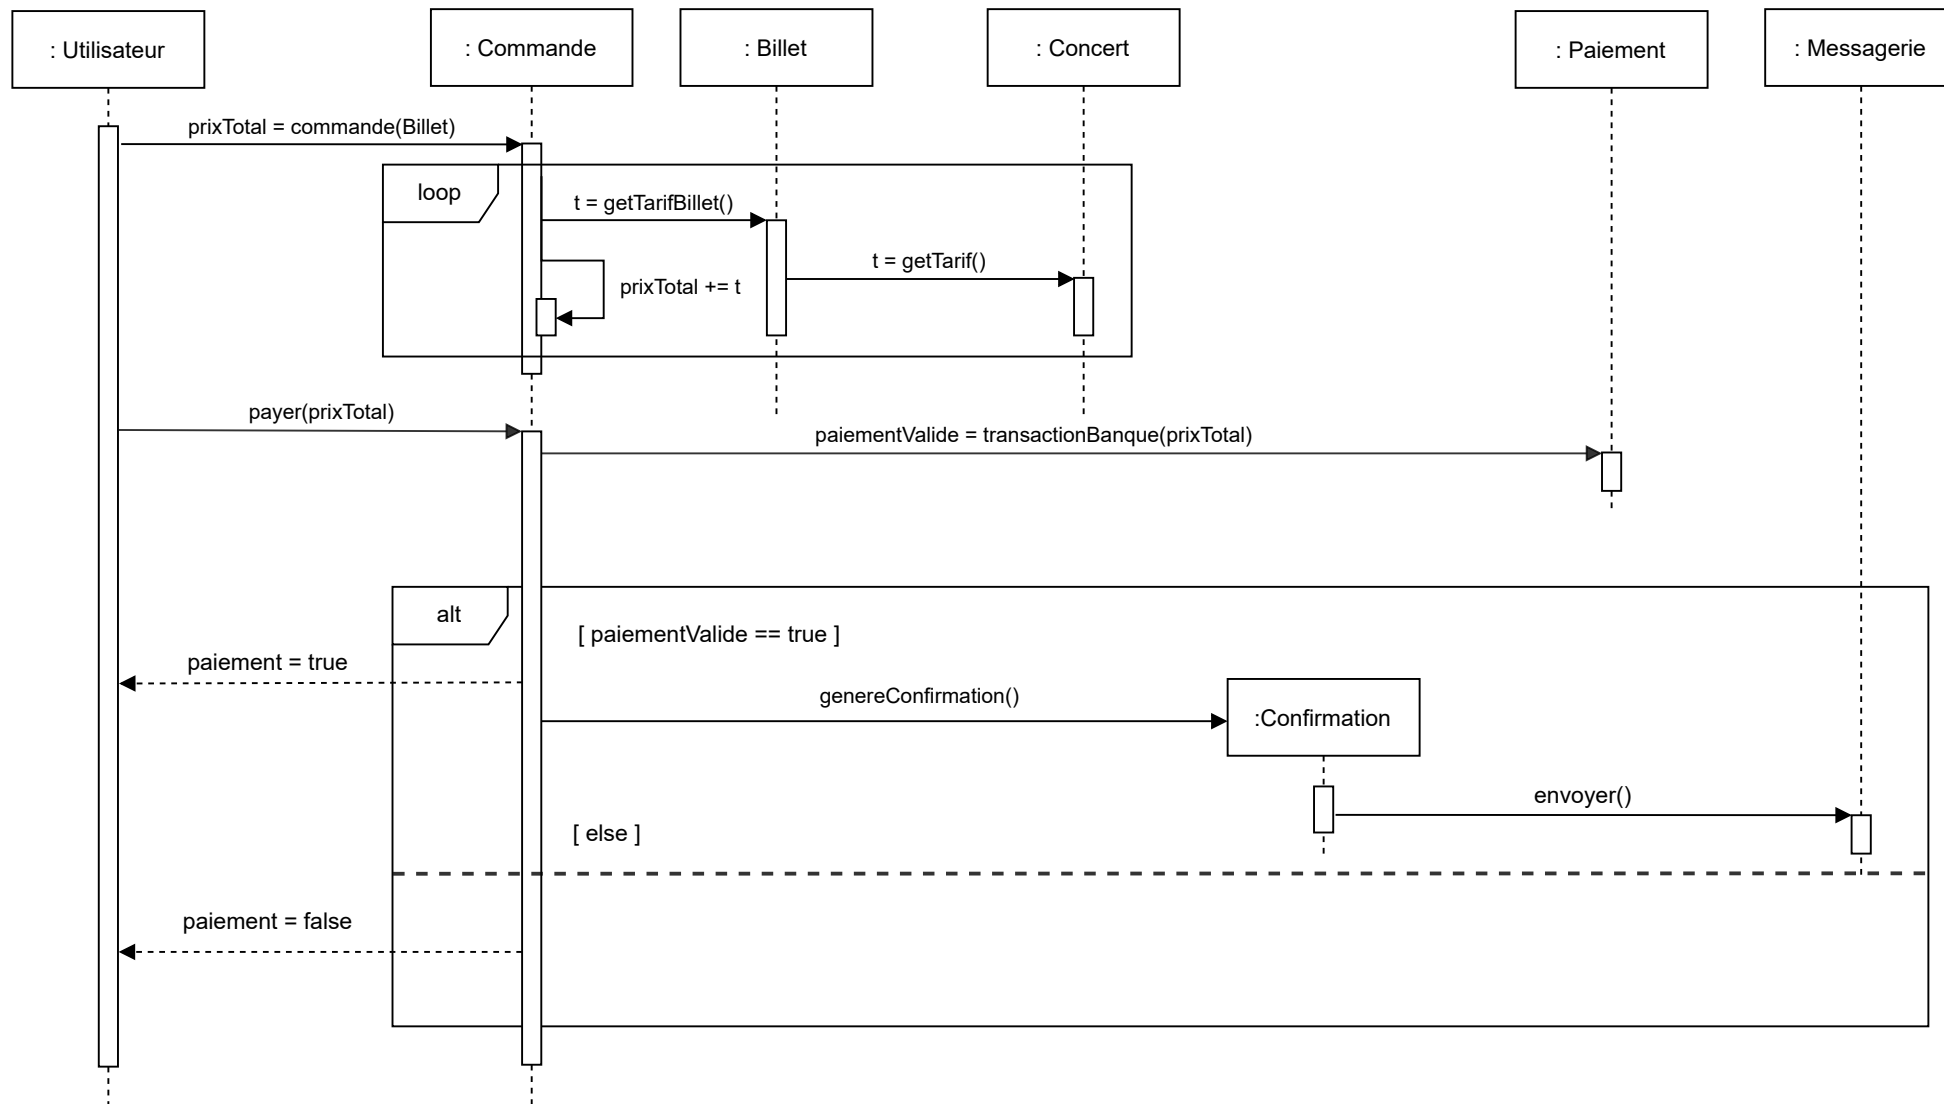 : Utilisateur
: Commande
: Billet
: Concert
: Paiement
: Messagerie
prixTotal = commande(Billet)
loop
t = getTarifBillet()
t = getTarif()
prixTotal += t
payer(prixTotal)
paiementValide = transactionBanque(prixTotal)
alt
[ paiementValide == true ]
paiement = true
genereConfirmation()
:Confirmation
envoyer()
[ else ]
paiement = false